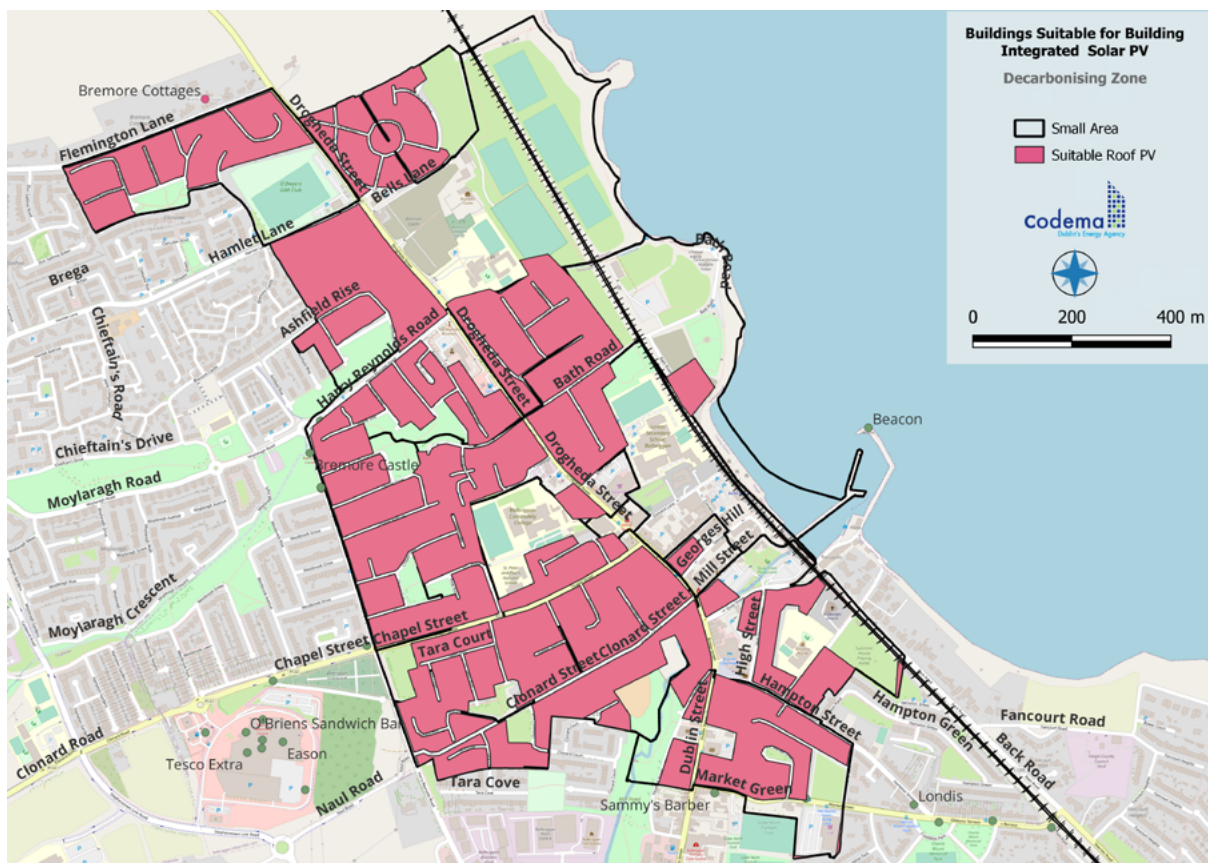 Buildings Suitable for Building
Integrated Solar PV
Decarbonising Zone
Small Area
Suitable Roof PV
codema
Dublin's Energy Agency
0 200 400 m
Bremore Cottages
Flemington Lane
Drogheda Street
Bells Lane
Hamlet Lane
Brega
Bath Road
Ashfield Rise
Chieftain's Road
Harry Reynolds Road
Drogheda Street
Bath Road
Beacon
Chieftain's Drive
Bremore Castle
Moylaragh Road
Drogheda Street
Georges Hill
Mill Street
Moylaragh Crescent
Chapel Street
Chapel Street
Tara Court
Clonard Street
Clonard Street
High Street
Hampton Street
Hampton Green
Fancourt Road
Back Road
O'Briens Sandwich Bar
Eason
Tesco Extra
Clonard Road
Naul Road
Tara Cove
Dublin Street
Market Green
Sammy's Barber
Londis